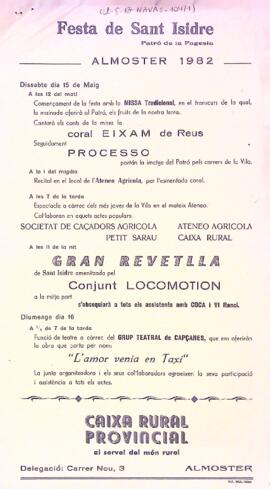 Festa de Sant Isidre
Patró de la Pagesia
ALMOSTER 1982
Dissabte dia 15 de Maig
A les 12 del matí
Començament de la festa amb la MISSA Tradicional, en el transcurs de la qual,
la mainada oferirà al Patró, els fruits de la nostra terra.
Cantarà els cants de la missa la
coral EIXAM de Reus
Seguidament
PROCESSO
portàn la imatge del Patró pels carrers de la Vila.
A la 1 del migdia
Recital en el local de l'Ateneo Agrícola, per l'esmentada coral.
A les 7 de la tarda
Espectacle a càrrec dels més joves de la Vila en el mateix Ateneo.
Col·laboran en aquets actes populars
SOCIETAT DE CAÇADORS AGRICOLA ATENEO AGRICOLA
PETIT SARAU CAIXA RURAL
A les 11 de la nit
GRAN REVETLLA
de Sant Isidre amenitzada pel
Conjunt LOCOMOTION
a la mitja part s'obsequiarà a tots els assistents amb COCA i VI Ranci.
Diumenge dia 16
A 1/2 de 7 de la tarda
Funció de teatre a càrrec del GRUP TEATRAL de CAPÇANES, que ens oferirán
la obra que porta per nom:
"L'amor venia en Taxi"
La junta organitzadora i els seus col·laboradors agraeixen la seva participació
i assistència a tots els actes.
CAIXA RURAL
PROVINCIAL
al servei del món rural
Delegació: Carrer Nou, 3 ALMOSTER